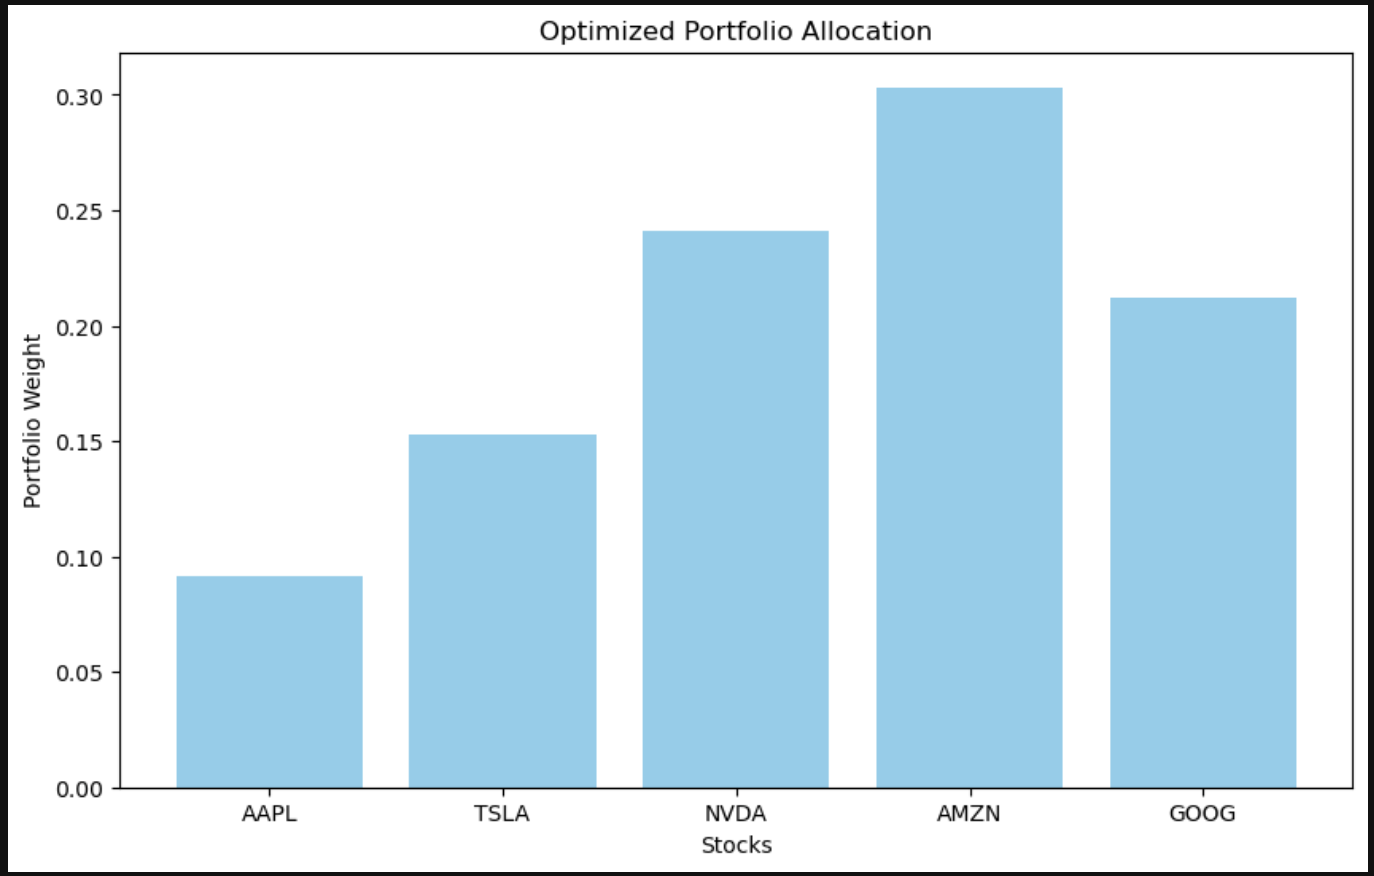 Optimized Portfolio Allocation
0.30
0.25
0.20
0.15
0.10
0.05
0.00
Portfolio Weight
AAPL TSLA NVDA AMZN GOOG
Stocks